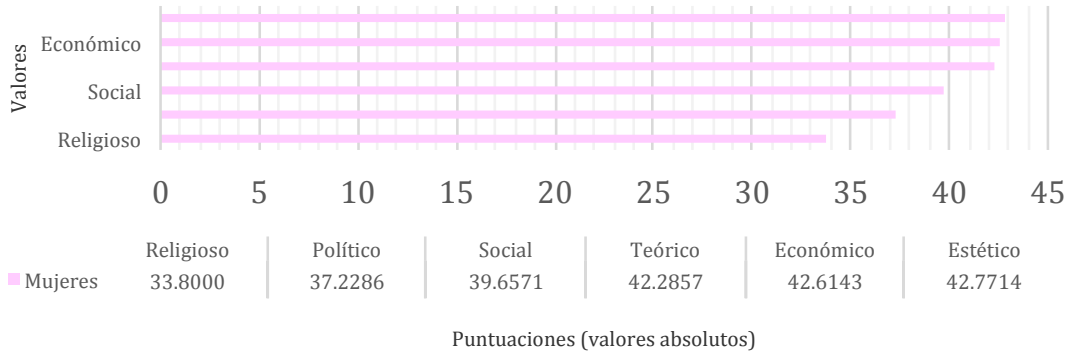 Valores
Económico
Social
Religioso
0 5 10 15 20 25 30 35 40 45
Religioso Político Social Teórico Económico Estético
Mujeres 33.8000 37.2286 39.6571 42.2857 42.6143 42.7714
Puntuaciones (valores absolutos)